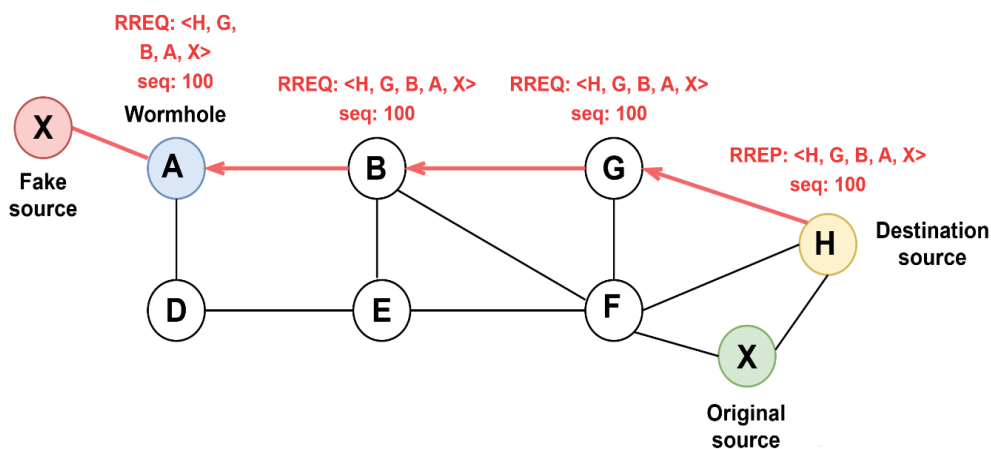 RREQ: <H, G,
B, A, X>
seq: 100
Wormhole
RREQ: <H, G, B, A, X>
seq: 100
RREQ: <H, G, B, A, X>
seq: 100
RREP: <H, G, B, A, X>
seq: 100
X
Fake
source
A
B
G
H
Destination
source
D
E
F
X
Original
source